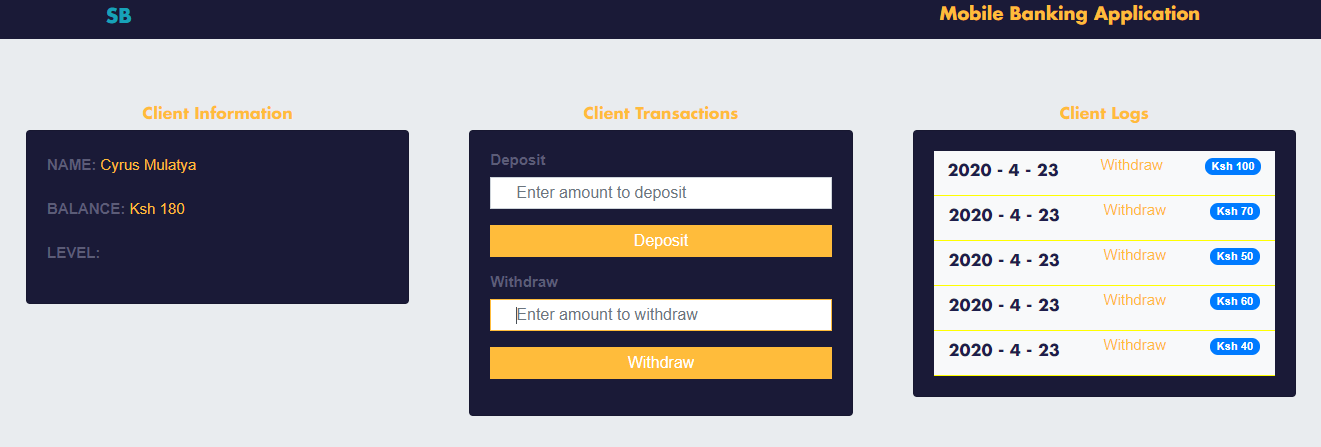 SB
Mobile Banking Application
Client Information
NAME: Cyrus Mulatya
BALANCE: Ksh 180
LEVEL:
Client Transactions
Deposit
Enter amount to deposit
Deposit
Withdraw
Enter amount to withdraw
Withdraw
Client Logs
2020 - 4 - 23 Withdraw Ksh 100
2020 - 4 - 23 Withdraw Ksh 70
2020 - 4 - 23 Withdraw Ksh 50
2020 - 4 - 23 Withdraw Ksh 60
2020 - 4 - 23 Withdraw Ksh 40